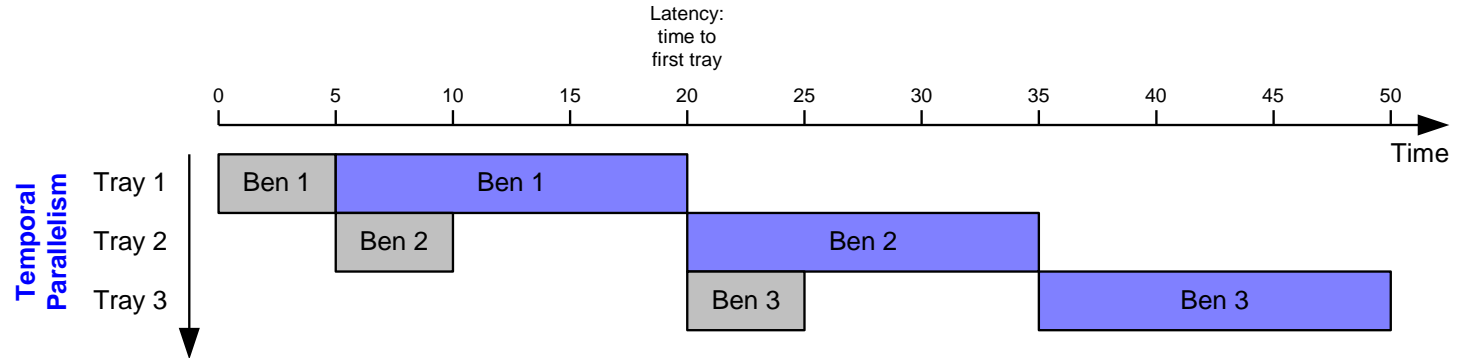 Latency:
time to
first tray
0 5 10 15 20 25 30 35 40 45 50
Time
Temporal
Parallelism
Tray 1 Ben 1 Ben 1
Tray 2 Ben 2 Ben 2
Tray 3 Ben 3 Ben 3